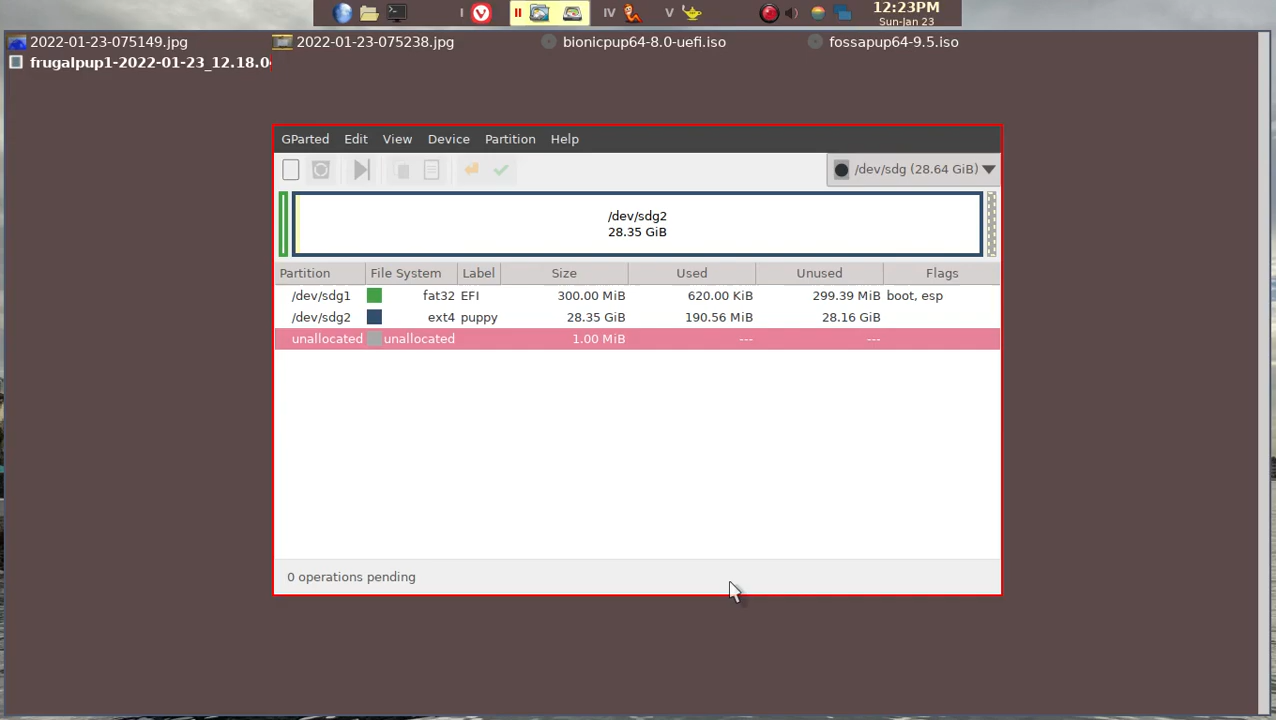 I II IV V 12:23PM
Sun-Jan 23
2022-01-23-075149.jpg 2022-01-23-075238.jpg bionicpup64-8.0-uefi.iso fossapup64-9.5.iso
frugalpup1-2022-01-23_12.18.0
GParted Edit View Device Partition Help
/dev/sdg (28.64 GiB)
/dev/sdg2
28.35 GiB
Partition File System Label Size Used Unused Flags
/dev/sdg1 fat32 EFI 300.00 MiB 620.00 KiB 299.39 MiB boot, esp
/dev/sdg2 ext4 puppy 28.35 GiB 190.56 MiB 28.16 GiB
unallocated unallocated 1.00 MiB --- ---
0 operations pending